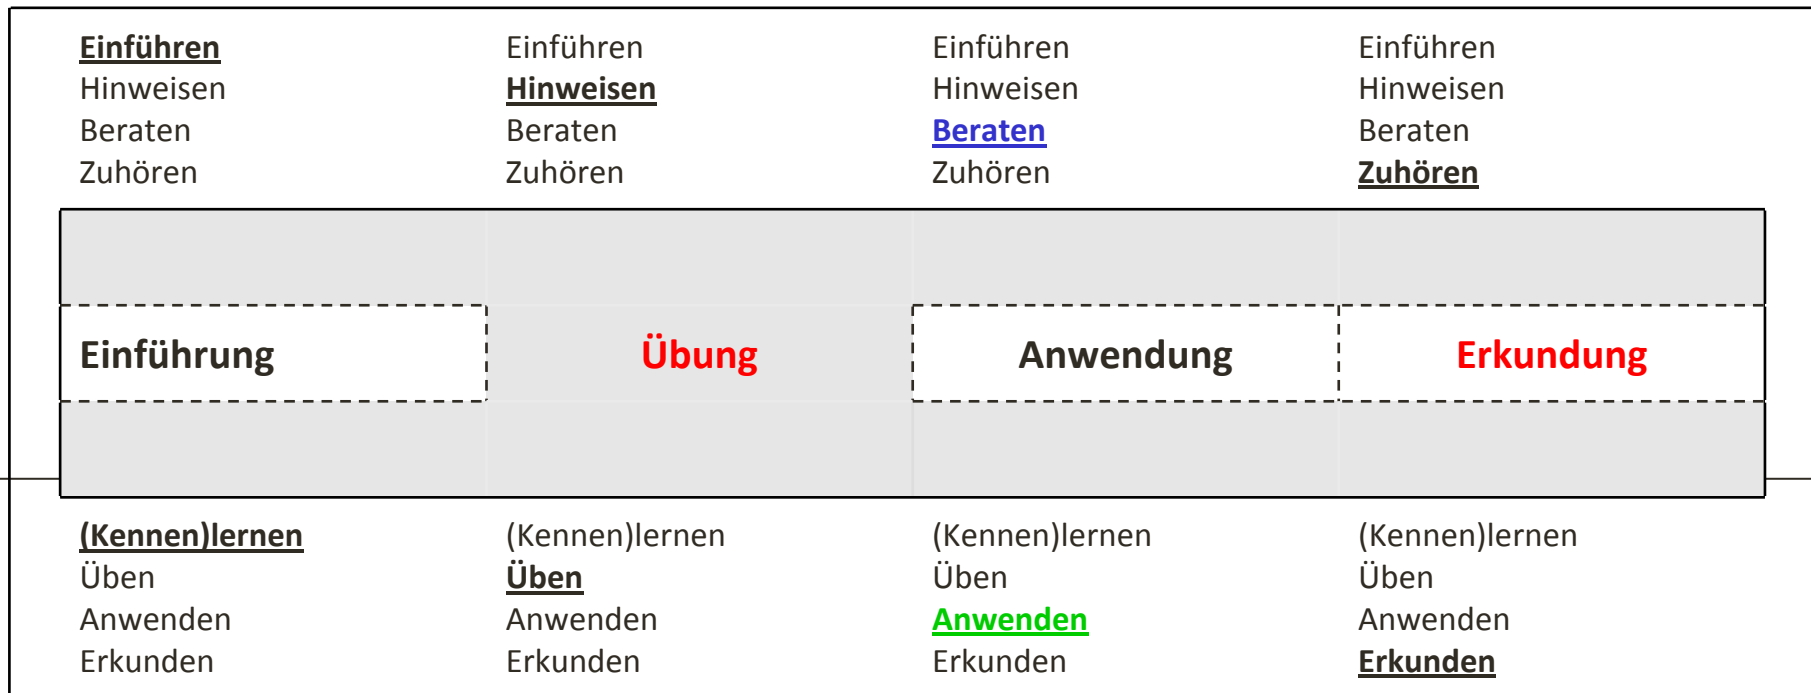 Einführen Einführen Einführen Einführen
Hinweisen Hinweisen Hinweisen Hinweisen
Beraten Beraten Beraten Beraten
Zuhören Zuhören Zuhören Zuhören
Einführung Übung Anwendung Erkundung
(Kennen)lernen (Kennen)lernen (Kennen)lernen (Kennen)lernen
Üben Üben Üben Üben
Anwenden Anwenden Anwenden Anwenden
Erkunden Erkunden Erkunden Erkunden